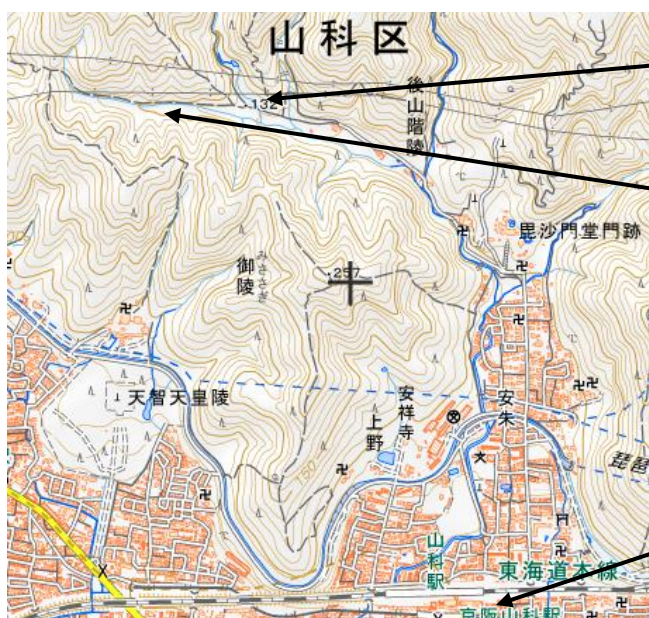 山科区
132
後山階陵
毘沙門堂門跡
御陵
みささぎ
257
天智天皇陵
安祥寺
上野
安朱
150
琵琶
山科駅
東海道本線
京阪山科駅